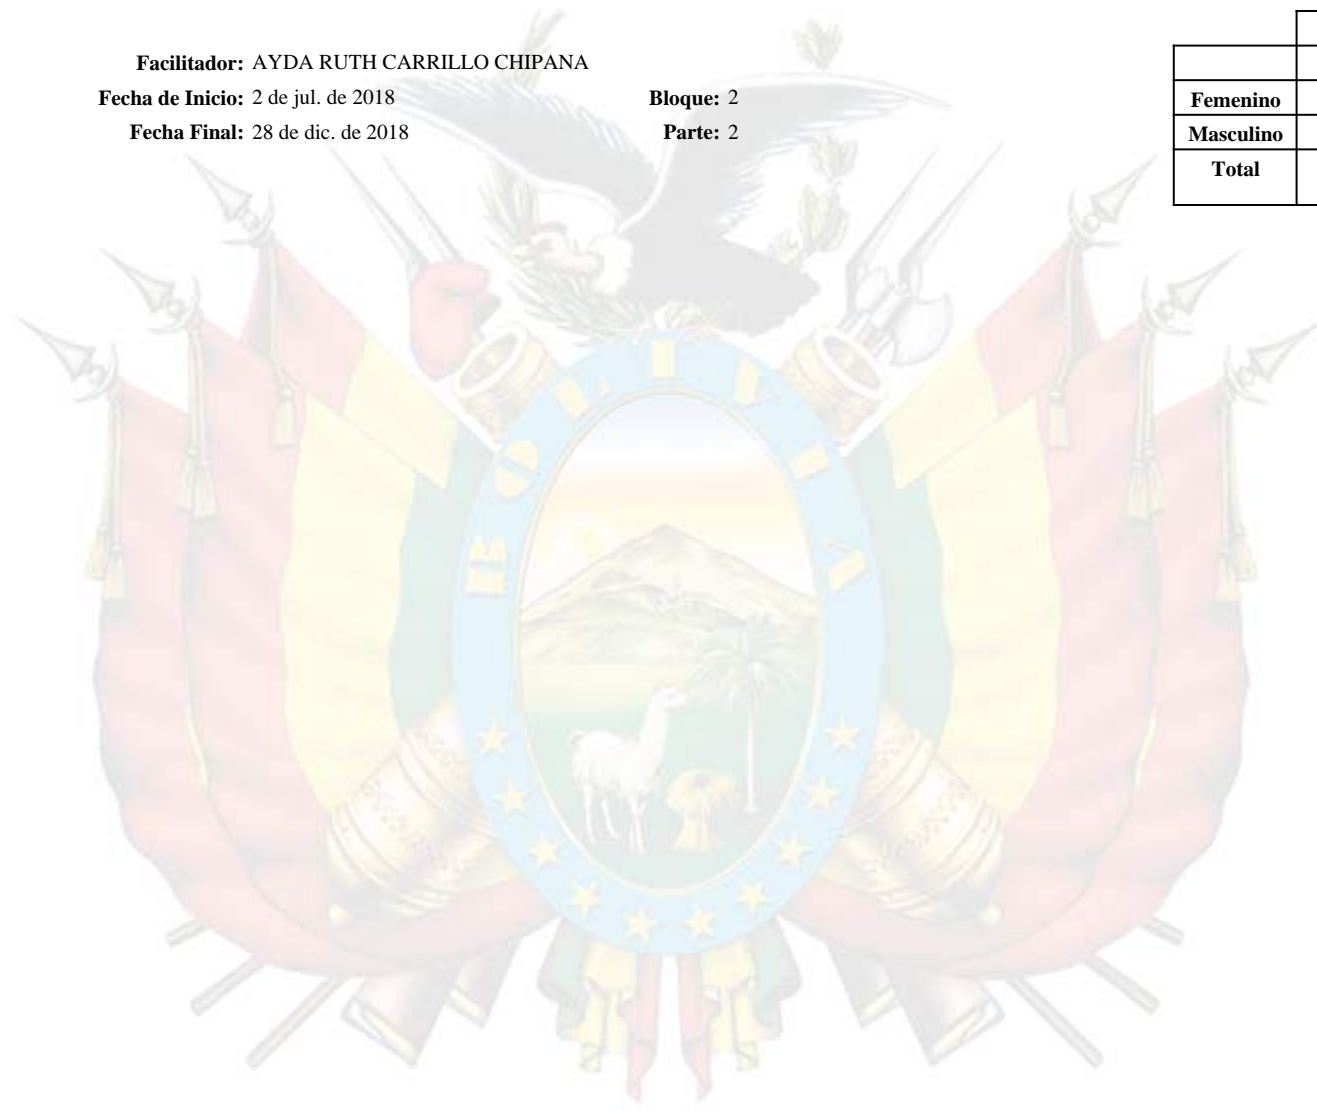 Facilitador: AYDA RUTH CARRILLO CHIPANA
Fecha de Inicio: 2 de jul. de 2018 Bloque: 2
Fecha Final: 28 de dic. de 2018 Parte: 2
Femenino
Masculino
Total
BOLIVIA